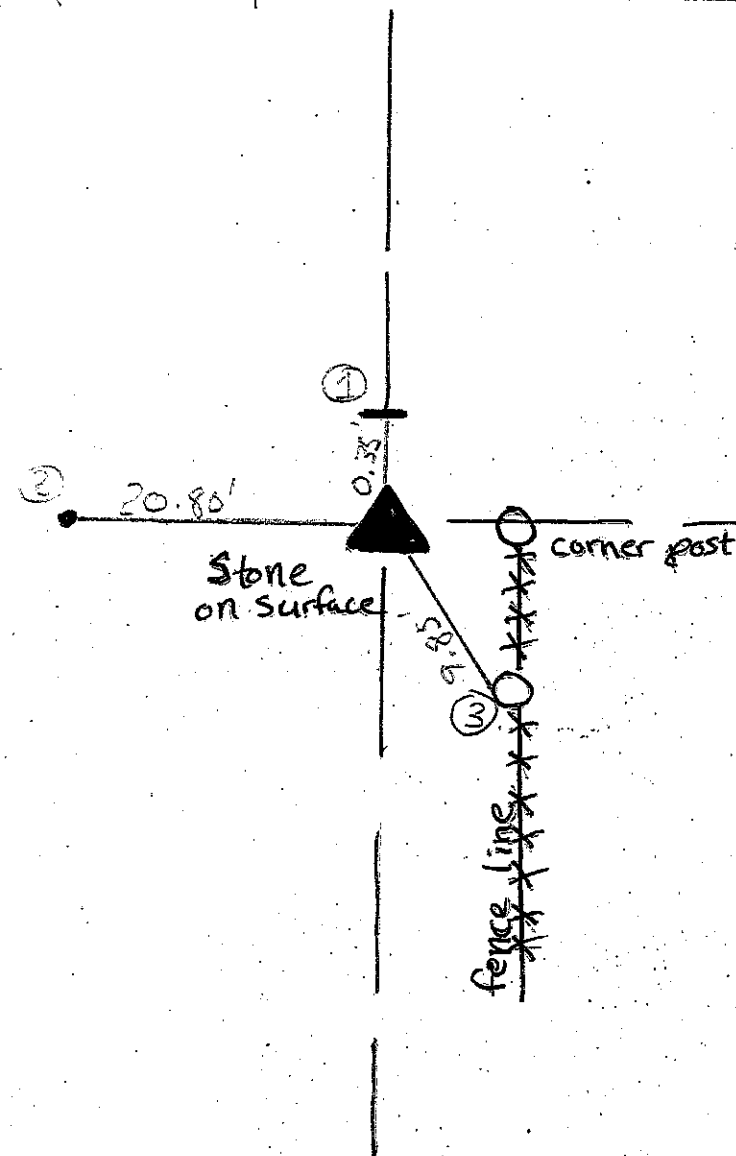 ①
0.35'
② 20.80'
corner post
Stone
on surface
9.85
③
fence line